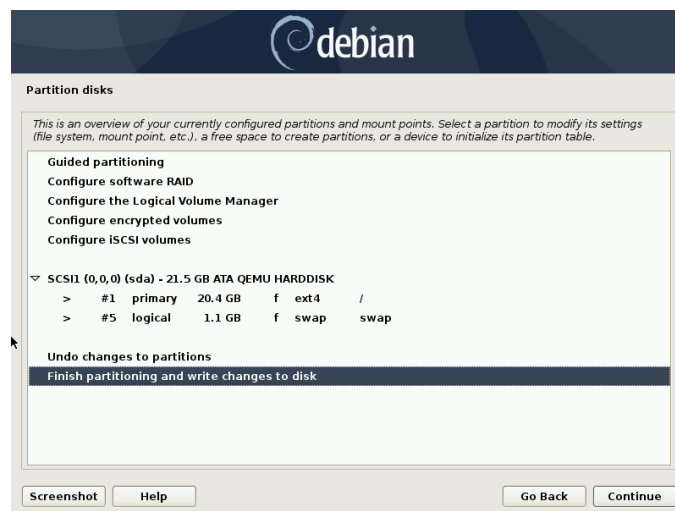 debian
Partition disks
This is an overview of your currently configured partitions and mount points. Select a partition to modify its settings
(file system, mount point, etc.), a free space to create partitions, or a device to initialize its partition table.
Guided partitioning
Configure software RAID
Configure the Logical Volume Manager
Configure encrypted volumes
Configure iSCSI volumes
SCSI1 (0,0,0) (sda) - 21.5 GB ATA QEMU HARDDISK
> #1 primary 20.4 GB f ext4 /
> #5 logical 1.1 GB f swap swap
Undo changes to partitions
Finish partitioning and write changes to disk
Screenshot Help Go Back Continue